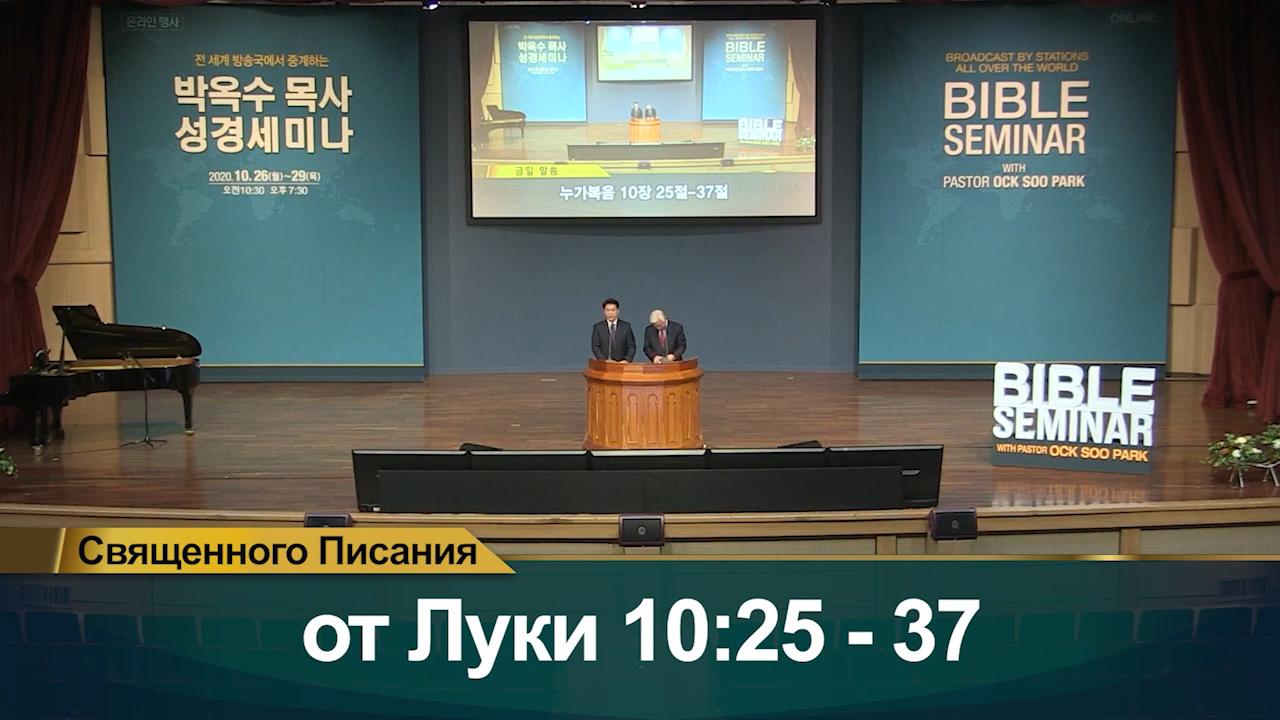 온라인 행사
전 세계 방송국에서 중계하는
박옥수 목사
성경세미나
2020. 10. 26(월)~29(목)
오전10:30 오후 7:30
박옥수 목사
성경세미나
BIBLE
SEMINAR
BIBLE
금일 말씀
누가복음 10장 25절-37절
ONLINE
BROADCAST BY STATIONS
ALL OVER THE WORLD
BIBLE
SEMINAR
WITH
PASTOR OCK SOO PARK
BIBLE
SEMINAR
WITH PASTOR OCK SOO PARK
Священного Писания
от Луки 10:25 - 37